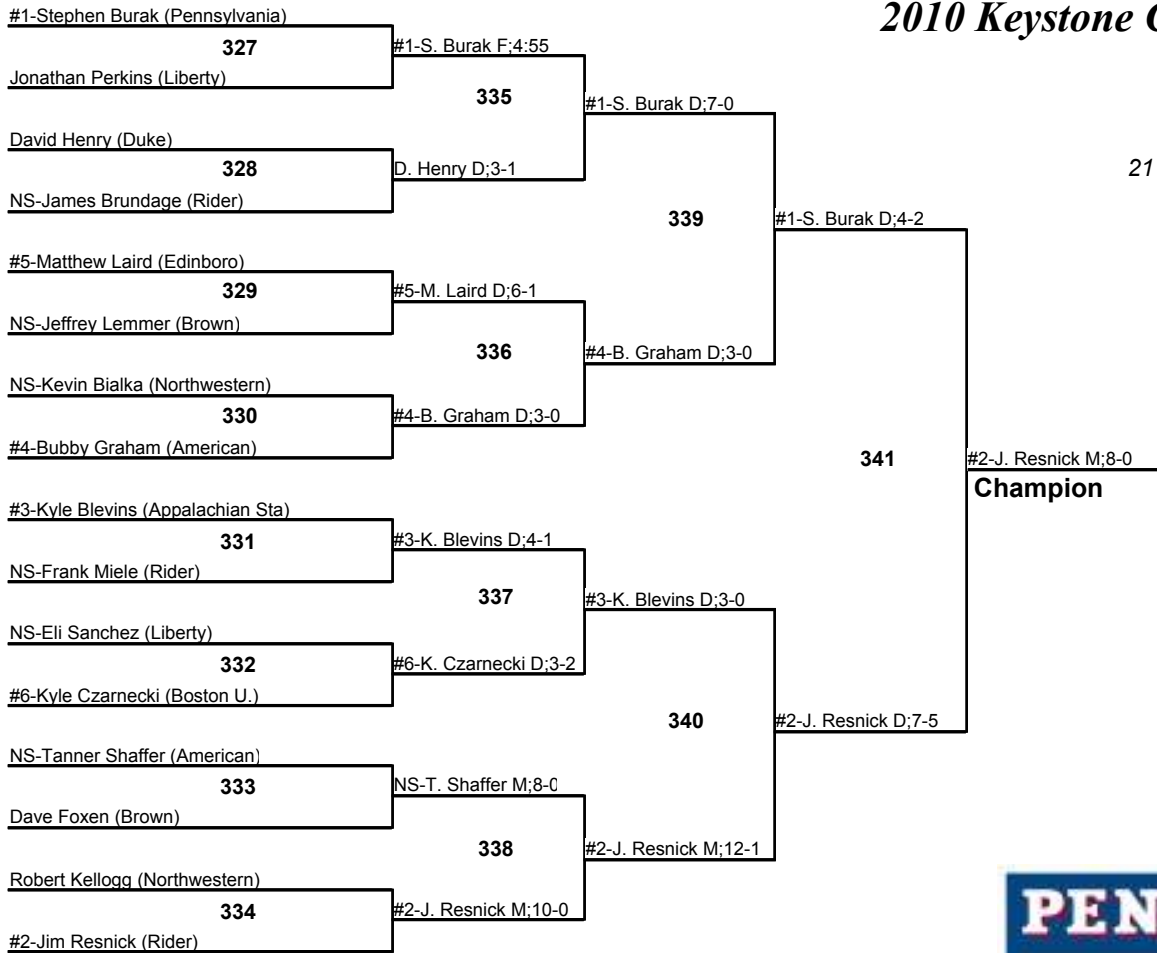 #1-Stephen Burak (Pennsylvania)
2010 Keystone C
327
#1-S. Burak F;4:55
Jonathan Perkins (Liberty)
335
#1-S. Burak D;7-0
David Henry (Duke)
328
D. Henry D;3-1
21
NS-James Brundage (Rider)
339
#1-S. Burak D;4-2
#5-Matthew Laird (Edinboro)
329
#5-M. Laird D;6-1
NS-Jeffrey Lemmer (Brown)
336
#4-B. Graham D;3-0
NS-Kevin Bialka (Northwestern)
330
#4-B. Graham D;3-0
#4-Bubby Graham (American)
341
#2-J. Resnick M;8-0
Champion
#3-Kyle Blevins (Appalachian Sta)
331
#3-K. Blevins D;4-1
NS-Frank Miele (Rider)
337
#3-K. Blevins D;3-0
NS-Eli Sanchez (Liberty)
332
#6-K. Czarnecki D;3-2
#6-Kyle Czarnecki (Boston U.)
340
#2-J. Resnick D;7-5
NS-Tanner Shaffer (American)
333
NS-T. Shaffer M;8-0
Dave Foxen (Brown)
338
#2-J. Resnick M;12-1
Robert Kellogg (Northwestern)
334
#2-J. Resnick M;10-0
#2-Jim Resnick (Rider)
PEN